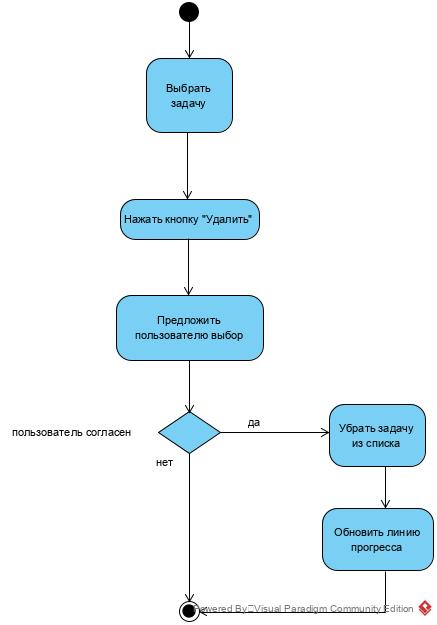 Выбрать
задачу
Нажать кнопку "Удалить"
Предложить
пользователю выбор
пользователь согласен
да
нет
Убрать задачу
из списка
Обновить линию
прогресса
Powered By Visual Paradigm Community Edition